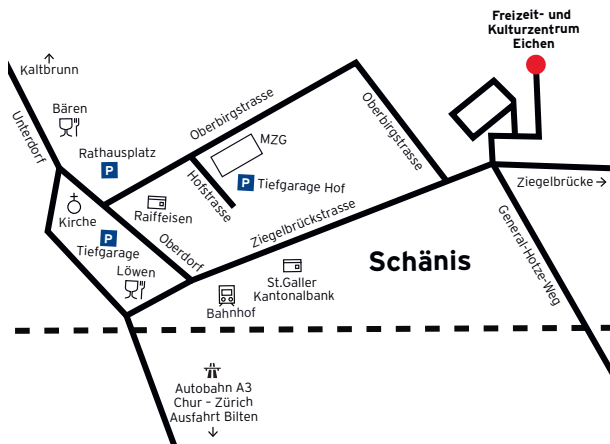 Freizeit- und
Kulturzentrum
Eichen
↑
Kaltbrunn
Unterdorf
Bären
Rathausplatz
P
Oberbirgstrasse
MZG
Oberbirgstrasse
Hofstrasse
P Tiefgarage Hof
Ziegelbrücke →
Kirche
Raiffeisen
P
Tiefgarage
Oberdorf
Ziegelbrückstrasse
General-Hotze-Weg
Löwen
Schänis
St.Galler
Kantonalbank
Bahnhof
Autobahn A3
Chur – Zürich
Ausfahrt Bilten
↓